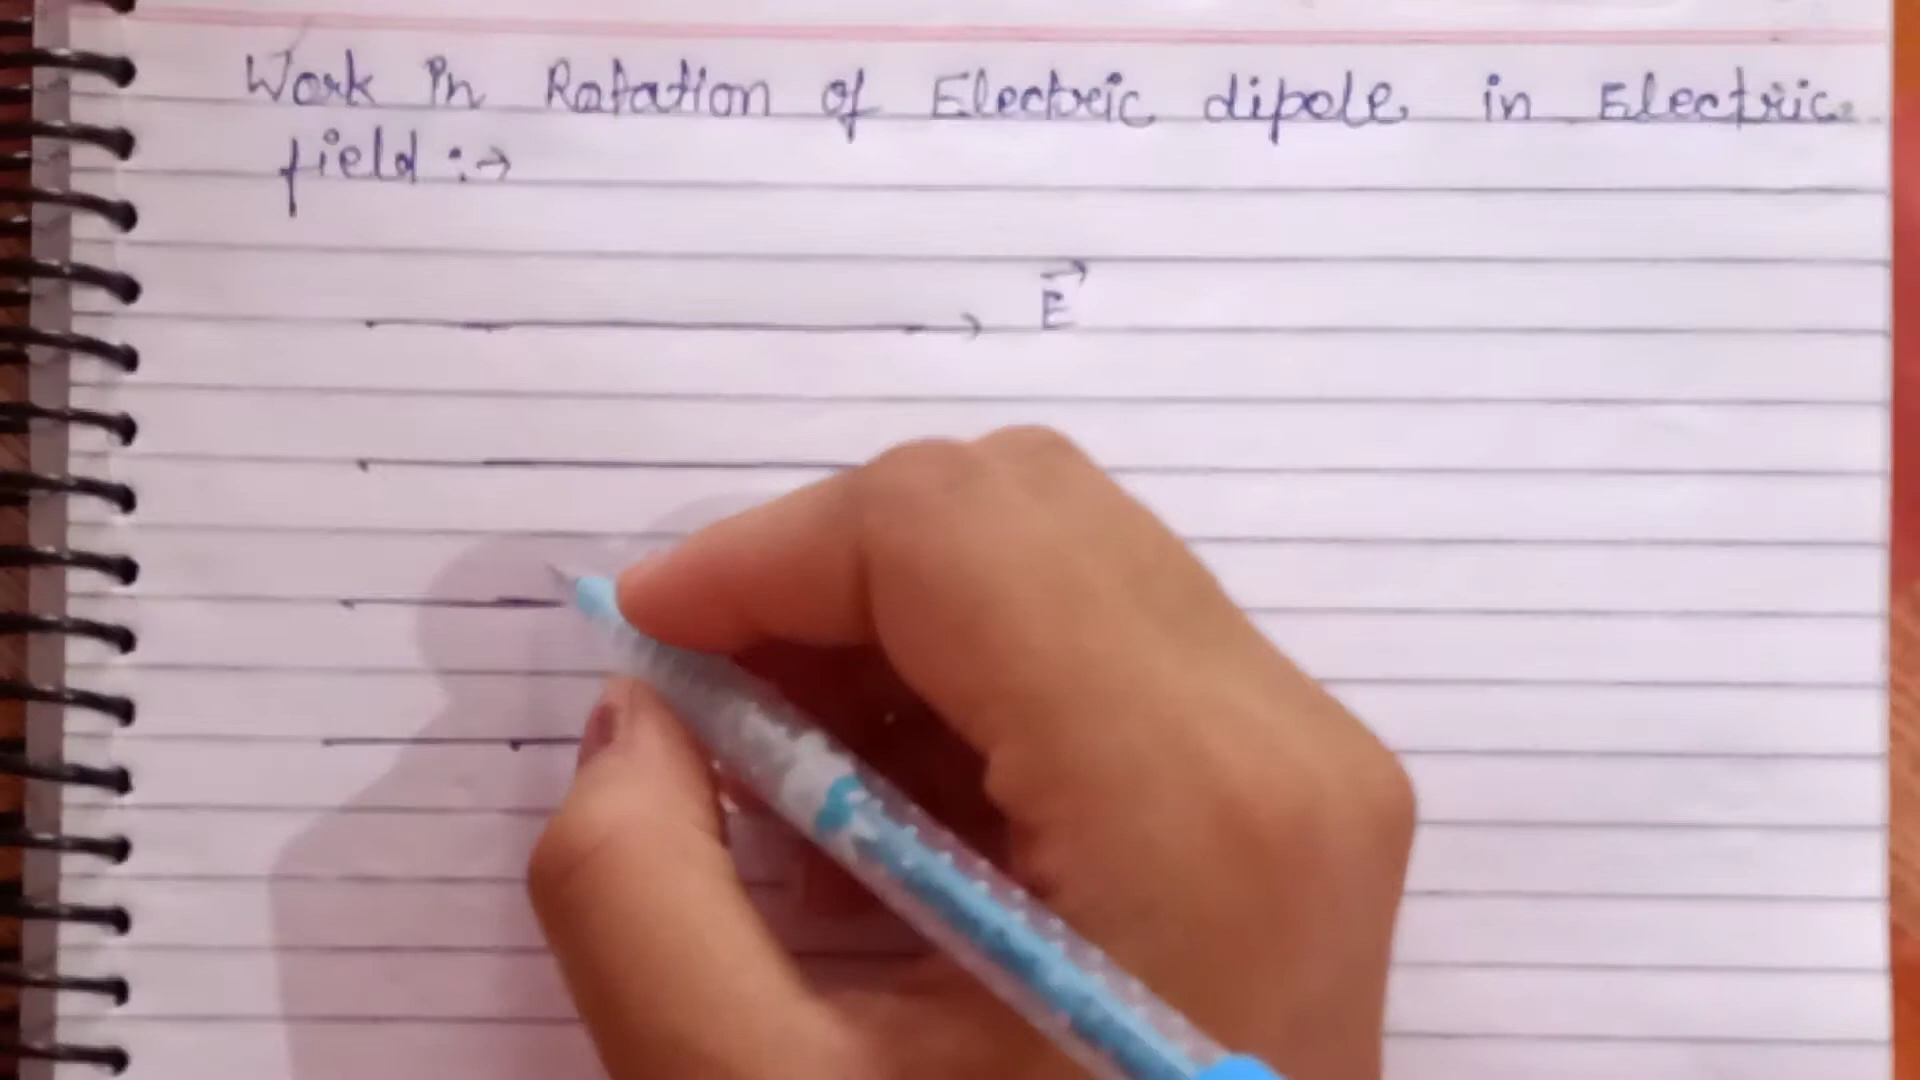 Work in Rotation of Electric dipole in Electric
field :→
E